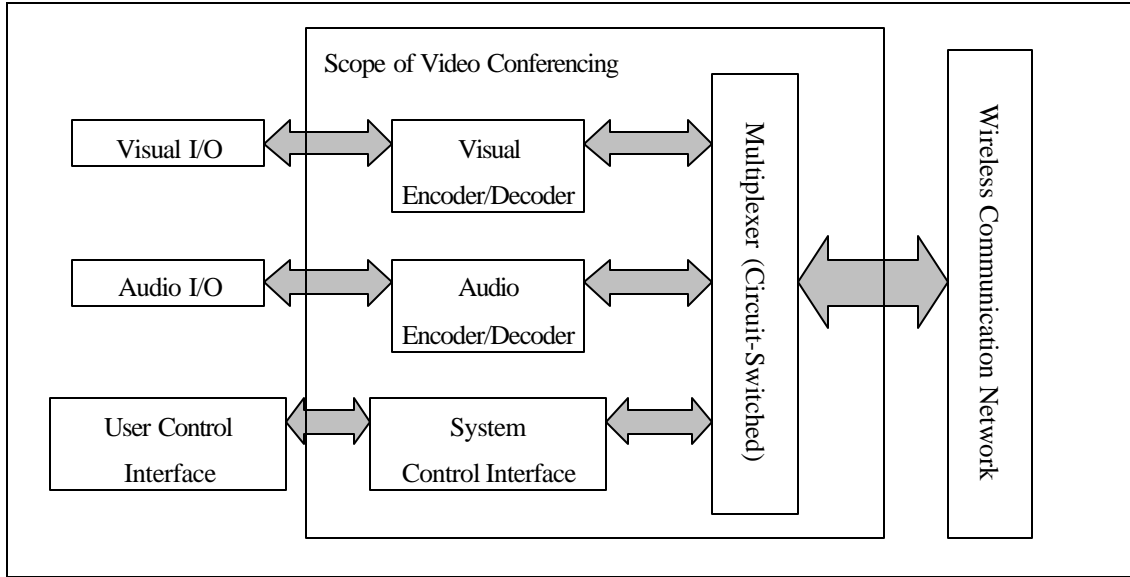 Scope of Video Conferencing
Visual I/O
Visual
Encoder/Decoder
Audio I/O
Audio
Encoder/Decoder
User Control
Interface
System
Control Interface
Multiplexer (Circuit-Switched)
Wireless Communication Network